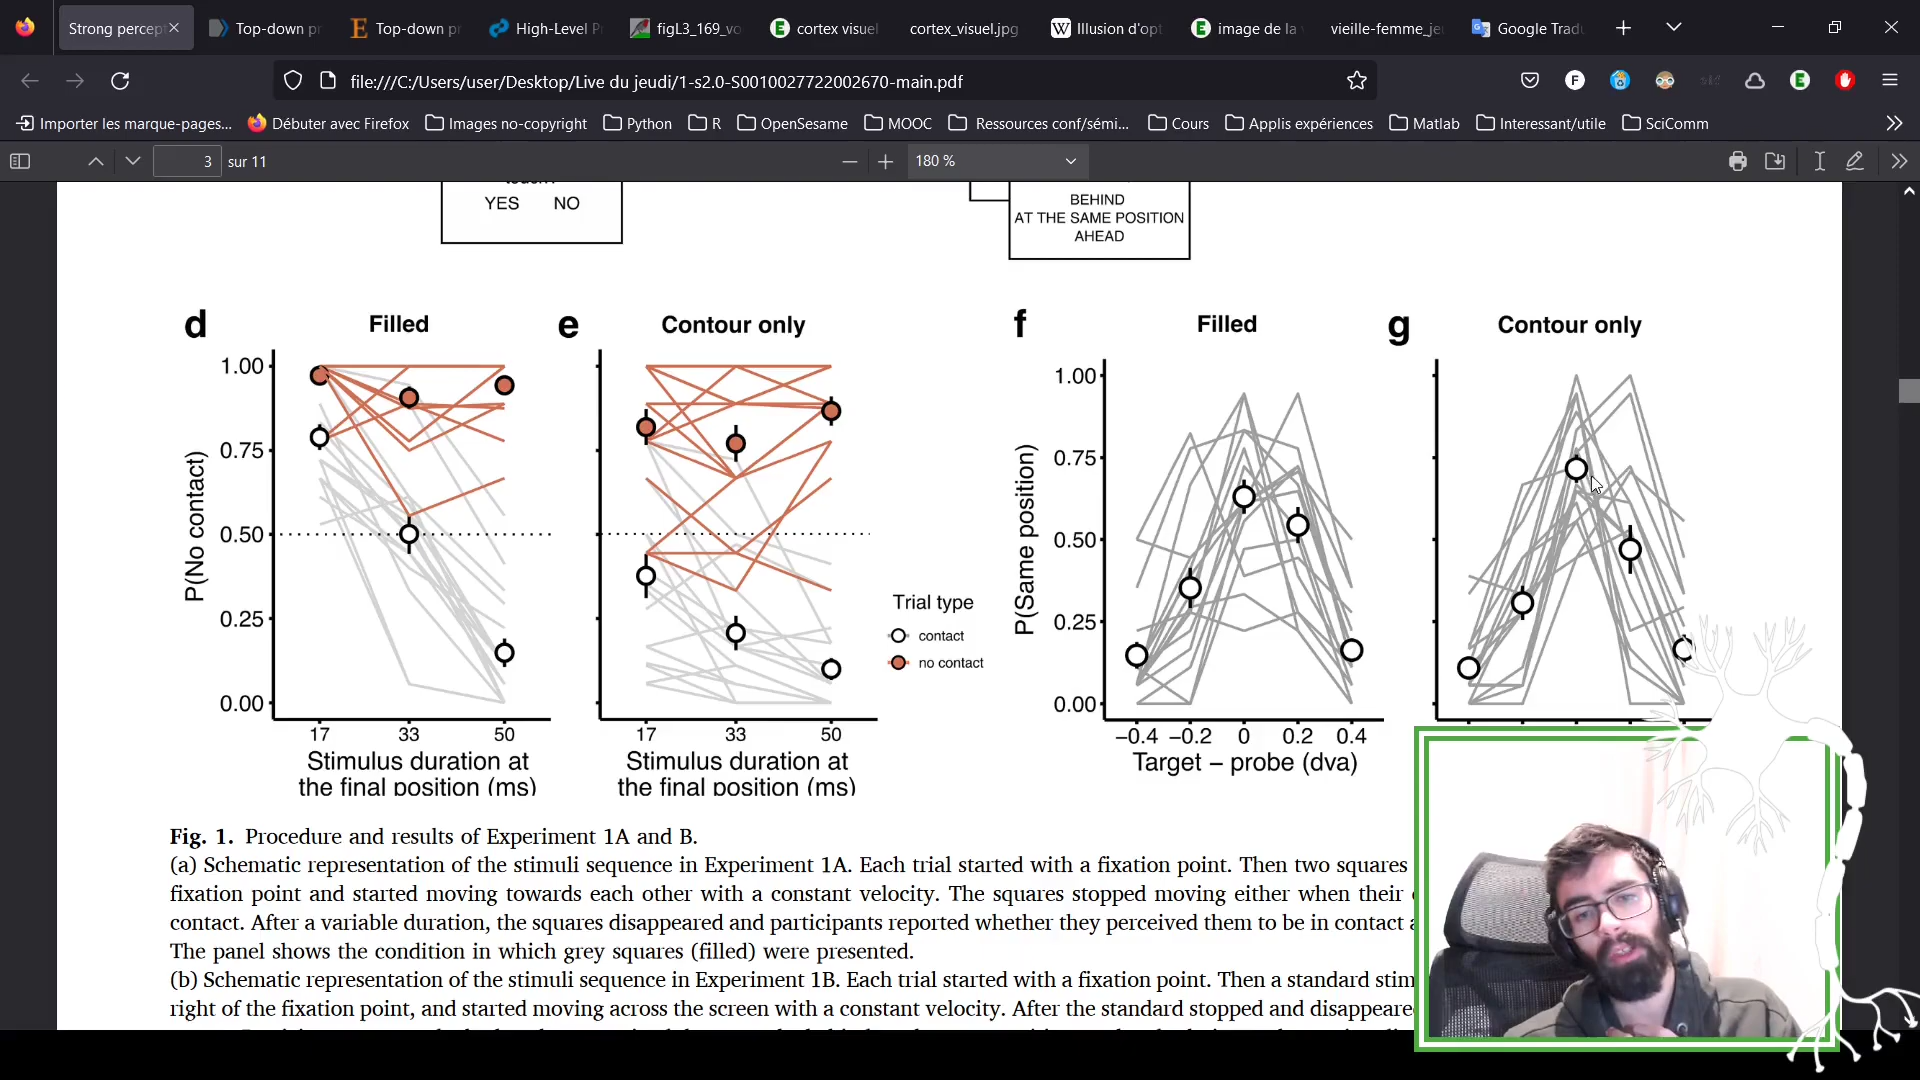 Strong percept
Top-down pr
Top-down pr
High-Level P
figL3_169_vo
cortex visuel
cortex_visuel.jpg
Illusion d'opt
image de la
vieille-femme_je
Google Tradu
file:///C:/Users/user/Desktop/Live du jeudi/1-s2.0-S0010027722002670-main.pdf
Importer les marque-pages...
Débuter avec Firefox
Images no-copyright
Python
R
OpenSesame
MOOC
Ressources conf/sémi...
Cours
Applis expériences
Matlab
Interessant/utile
SciComm
3 sur 11
180 %
YES NO
BEHIND
AT THE SAME POSITION
AHEAD
d Filled
e Contour only
f Filled
g Contour only
P(No contact)
1.00
0.75
0.50
0.25
0.00
17 33 50
Stimulus duration at
the final position (ms)
17 33 50
Stimulus duration at
the final position (ms)
Trial type
contact
no contact
P(Same position)
1.00
0.75
0.50
0.25
0.00
−0.4 −0.2 0 0.2 0.4
Target − probe (dva)
Fig. 1. Procedure and results of Experiment 1A and B.
(a) Schematic representation of the stimuli sequence in Experiment 1A. Each trial started with a fixation point. Then two squares
fixation point and started moving towards each other with a constant velocity. The squares stopped moving either when their
contact. After a variable duration, the squares disappeared and participants reported whether they perceived them to be in contact
The panel shows the condition in which grey squares (filled) were presented.
(b) Schematic representation of the stimuli sequence in Experiment 1B. Each trial started with a fixation point. Then a standard stim
right of the fixation point, and started moving across the screen with a constant velocity. After the standard stopped and disappeare